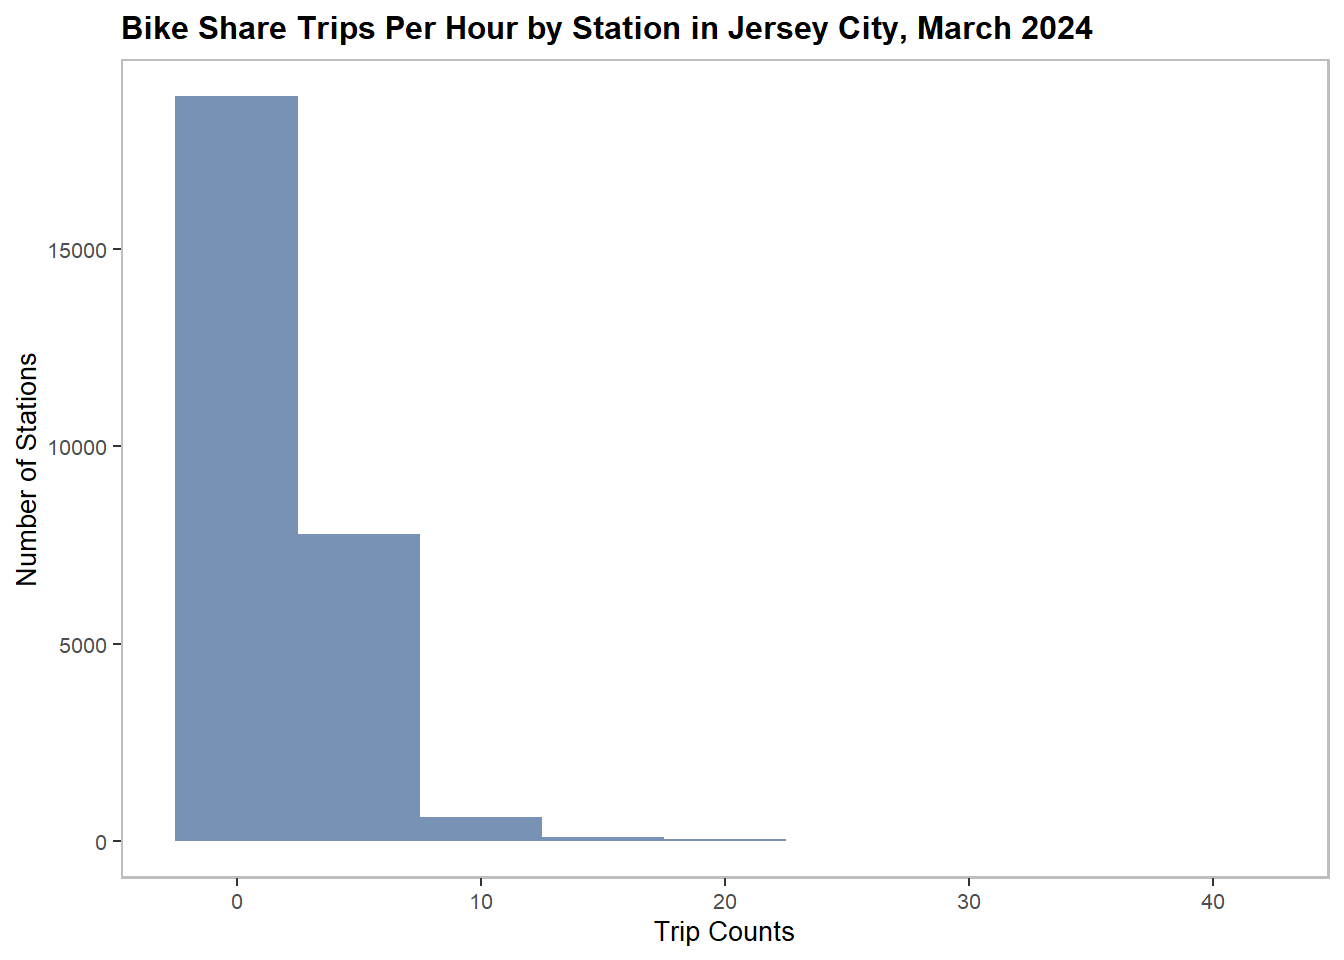 Bike Share Trips Per Hour by Station in Jersey City, March 2024
Number of Stations
15000
10000
5000
0
0 10 20 30 40
Trip Counts